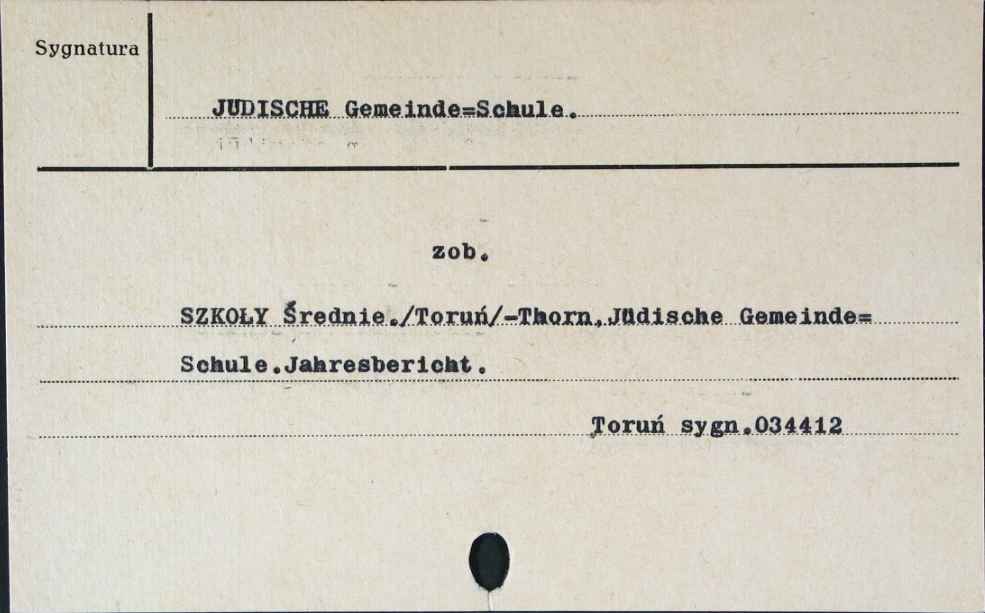 Sygnatura
JÜDISCHE Gemeinde=Schule.
zob.
SZKOŁY Średnie./Toruń/-Thorn.Jüdische Gemeinde=
Schule.Jahresbericht.
Toruń sygn.034412